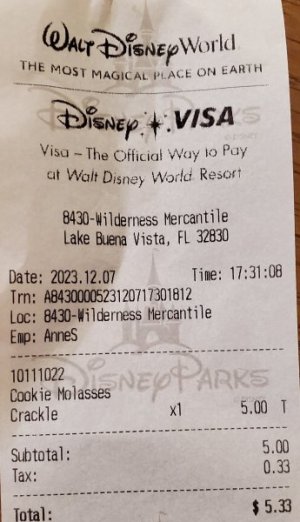 WALT DISNEY World
THE MOST MAGICAL PLACE ON EARTH
DISNEY VISA
Visa – The Official Way to Pay
at Walt Disney World Resort
8430-Wilderness Mercantile
Lake Buena Vista, FL 32830
Date: 2023.12.07 Time: 17:31:08
Trn: A8430000523120717301812
Loc: 8430-Wilderness Mercantile
Emp: AnneS
10111022
DISNEY PARKS
Cookie Molasses
Crackle x1 5.00 T
Subtotal: 5.00
Tax: 0.33
Total: $ 5.33